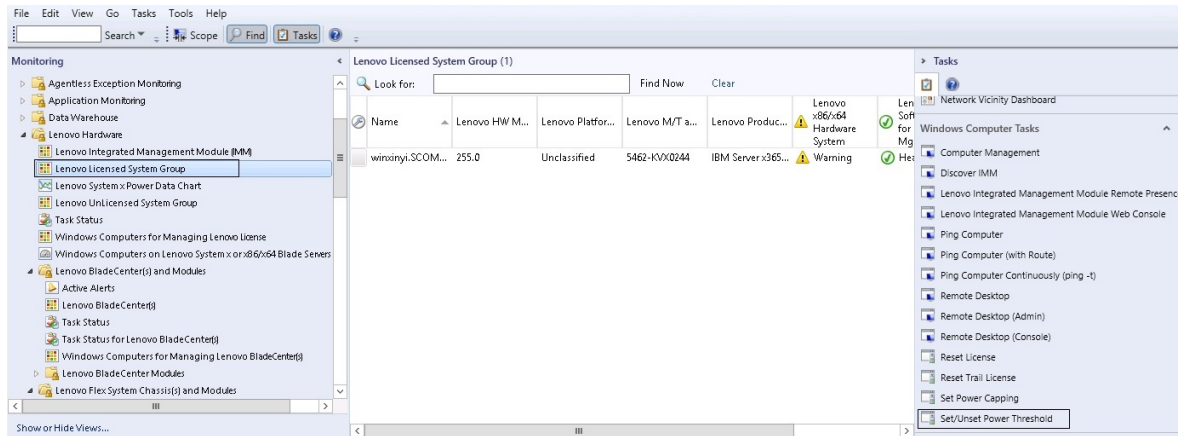 File Edit View Go Tasks Tools Help
Search Scope Find Tasks
Monitoring
Agentless Exception Monitoring
Application Monitoring
Data Warehouse
Lenovo Hardware
Lenovo Integrated Management Module (IMM)
Lenovo Licensed System Group
Lenovo System x Power Data Chart
Lenovo UnLicensed System Group
Task Status
Windows Computers for Managing Lenovo License
Windows Computers on Lenovo System x or x86/x64 Blade Servers
Lenovo BladeCenter(s) and Modules
Active Alerts
Lenovo BladeCenter(s)
Task Status
Task Status for Lenovo BladeCenter(s)
Windows Computers for Managing Lenovo BladeCenter(s)
Lenovo BladeCenter Modules
Lenovo Flex System Chassis(s) and Modules
Show or Hide Views...
Lenovo Licensed System Group (1)
Look for: Find Now Clear
Name Lenovo HW M... Lenovo Platfor... Lenovo M/T a... Lenovo Produc...
Lenovo
x86/x64
Hardware
System
Len
Soft
for
Mg
winxinyi.SCOM... 255.0 Unclassified 5462-KVX0244 IBM Server x365... Warning Hea
Tasks
Network Vicinity Dashboard
Windows Computer Tasks
Computer Management
Discover IMM
Lenovo Integrated Management Module Remote Presenc
Lenovo Integrated Management Module Web Console
Ping Computer
Ping Computer (with Route)
Ping Computer Continuously (ping -t)
Remote Desktop
Remote Desktop (Admin)
Remote Desktop (Console)
Reset License
Reset Trail License
Set Power Capping
Set/Unset Power Threshold